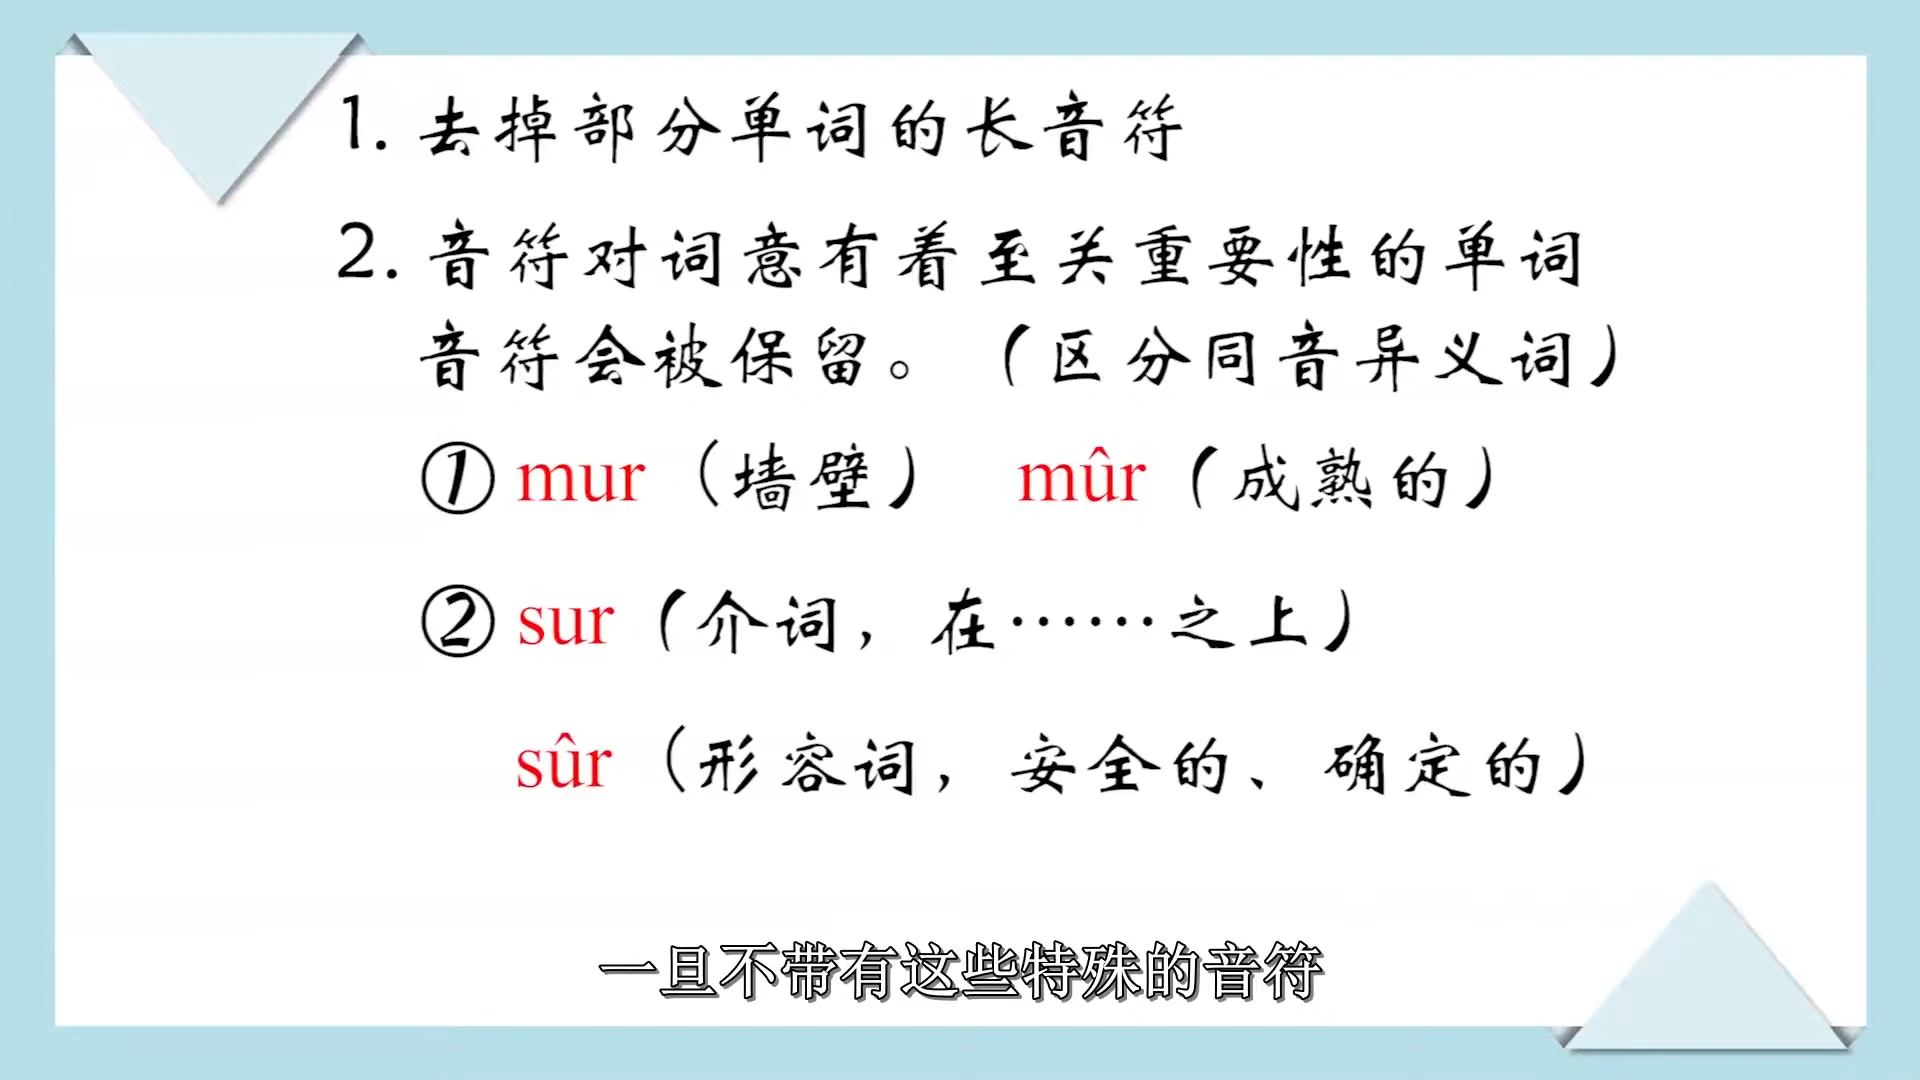 1. 去掉部分单词的长音符
2. 音符对词意有着至关重要性的单词
音符会被保留。（区分同音异义词）
① mur（墙壁） mûr（成熟的）
② sur（介词，在……之上）
sûr（形容词，安全的、确定的）
一旦不带有这些特殊的音符